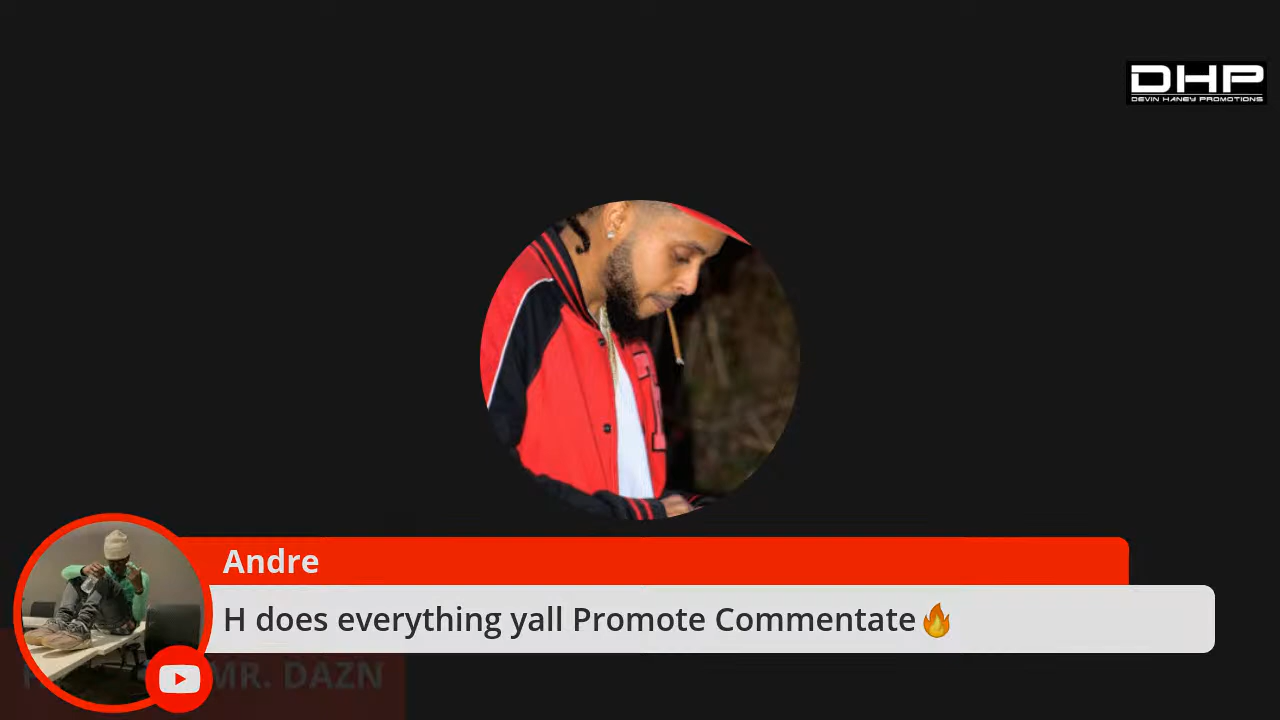 DHP
DEVIN HANEY PROMOTIONS
Andre
H does everything yall Promote Commentate🔥
MR. DAZN